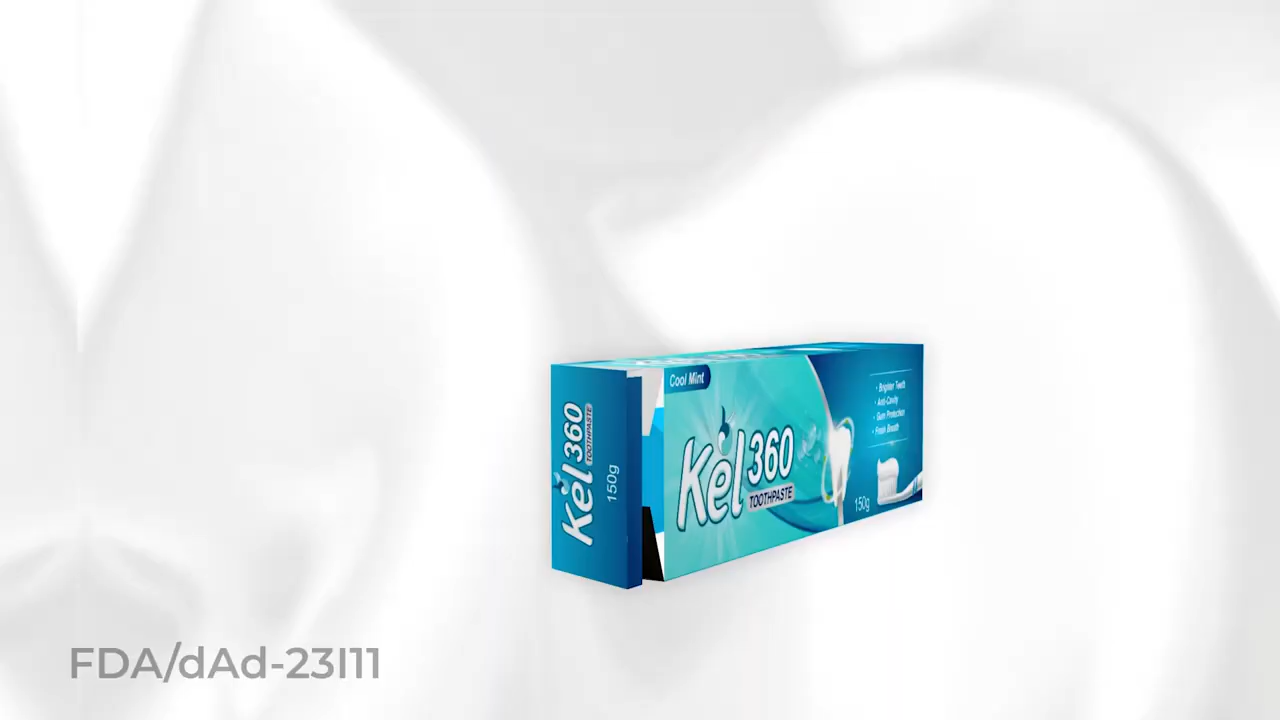 Cool Mint
Kel 360
TOOTHPASTE
150g
Kel 360
TOOTHPASTE
150g
• Brighter Teeth
• Anti-Cavity
• Gum Protection
• Fresh Breath
FDA/dAd-23I11